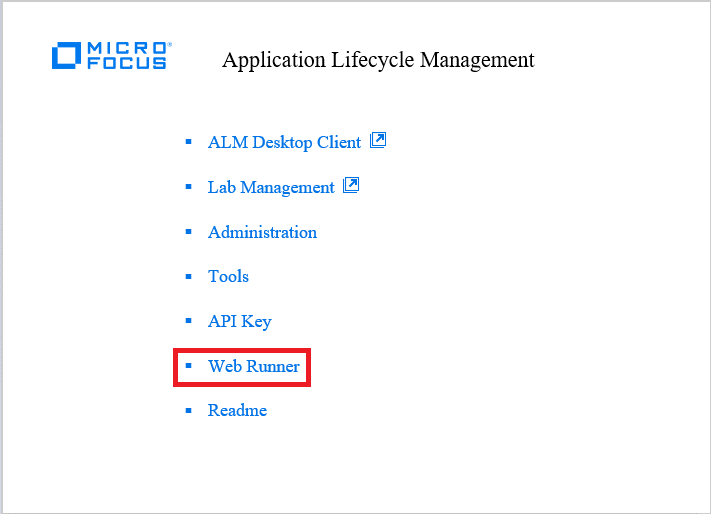 MICRO®
FOCUS
Application Lifecycle Management
ALM Desktop Client
Lab Management
Administration
Tools
API Key
Web Runner
Readme